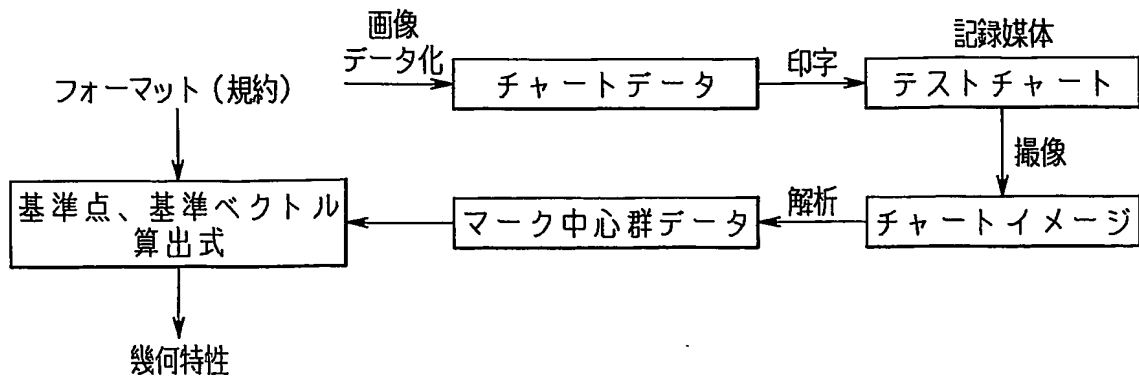 画像
データ化
記録媒体
フォーマット（規約）
チャートデータ
印字
テストチャート
撮像
基準点、基準ベクトル
算出式
マーク中心群データ
解析
チャートイメージ
幾何特性